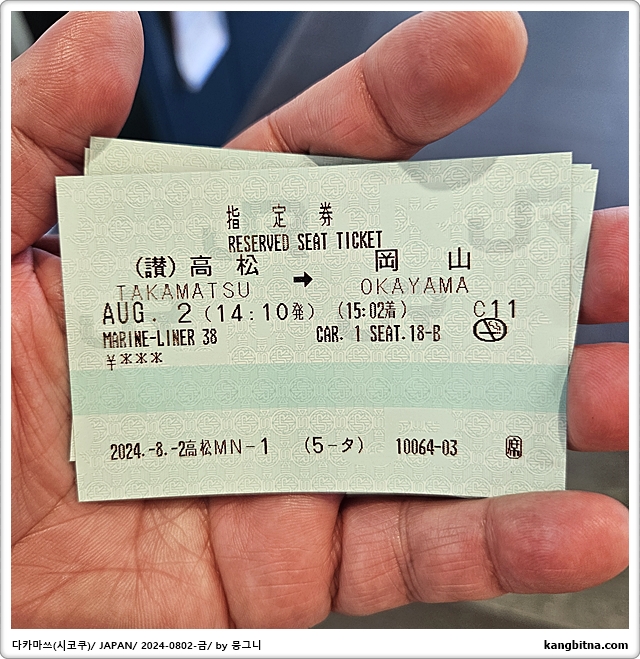 指定券
RESERVED SEAT TICKET
(讃)高松 ➡ 岡山
TAKAMATSU OKAYAMA
AUG. 2 (14:10発) (15:02着) C11
MARINE-LINER 38 CAR. 1 SEAT.18-B
¥***
2024.-8.-2高松MN-1 (5-タ) 10064-03
다카마쓰(시코쿠)/ JAPAN/ 2024-0802-금/ by 뭉그니
kangbitna.com